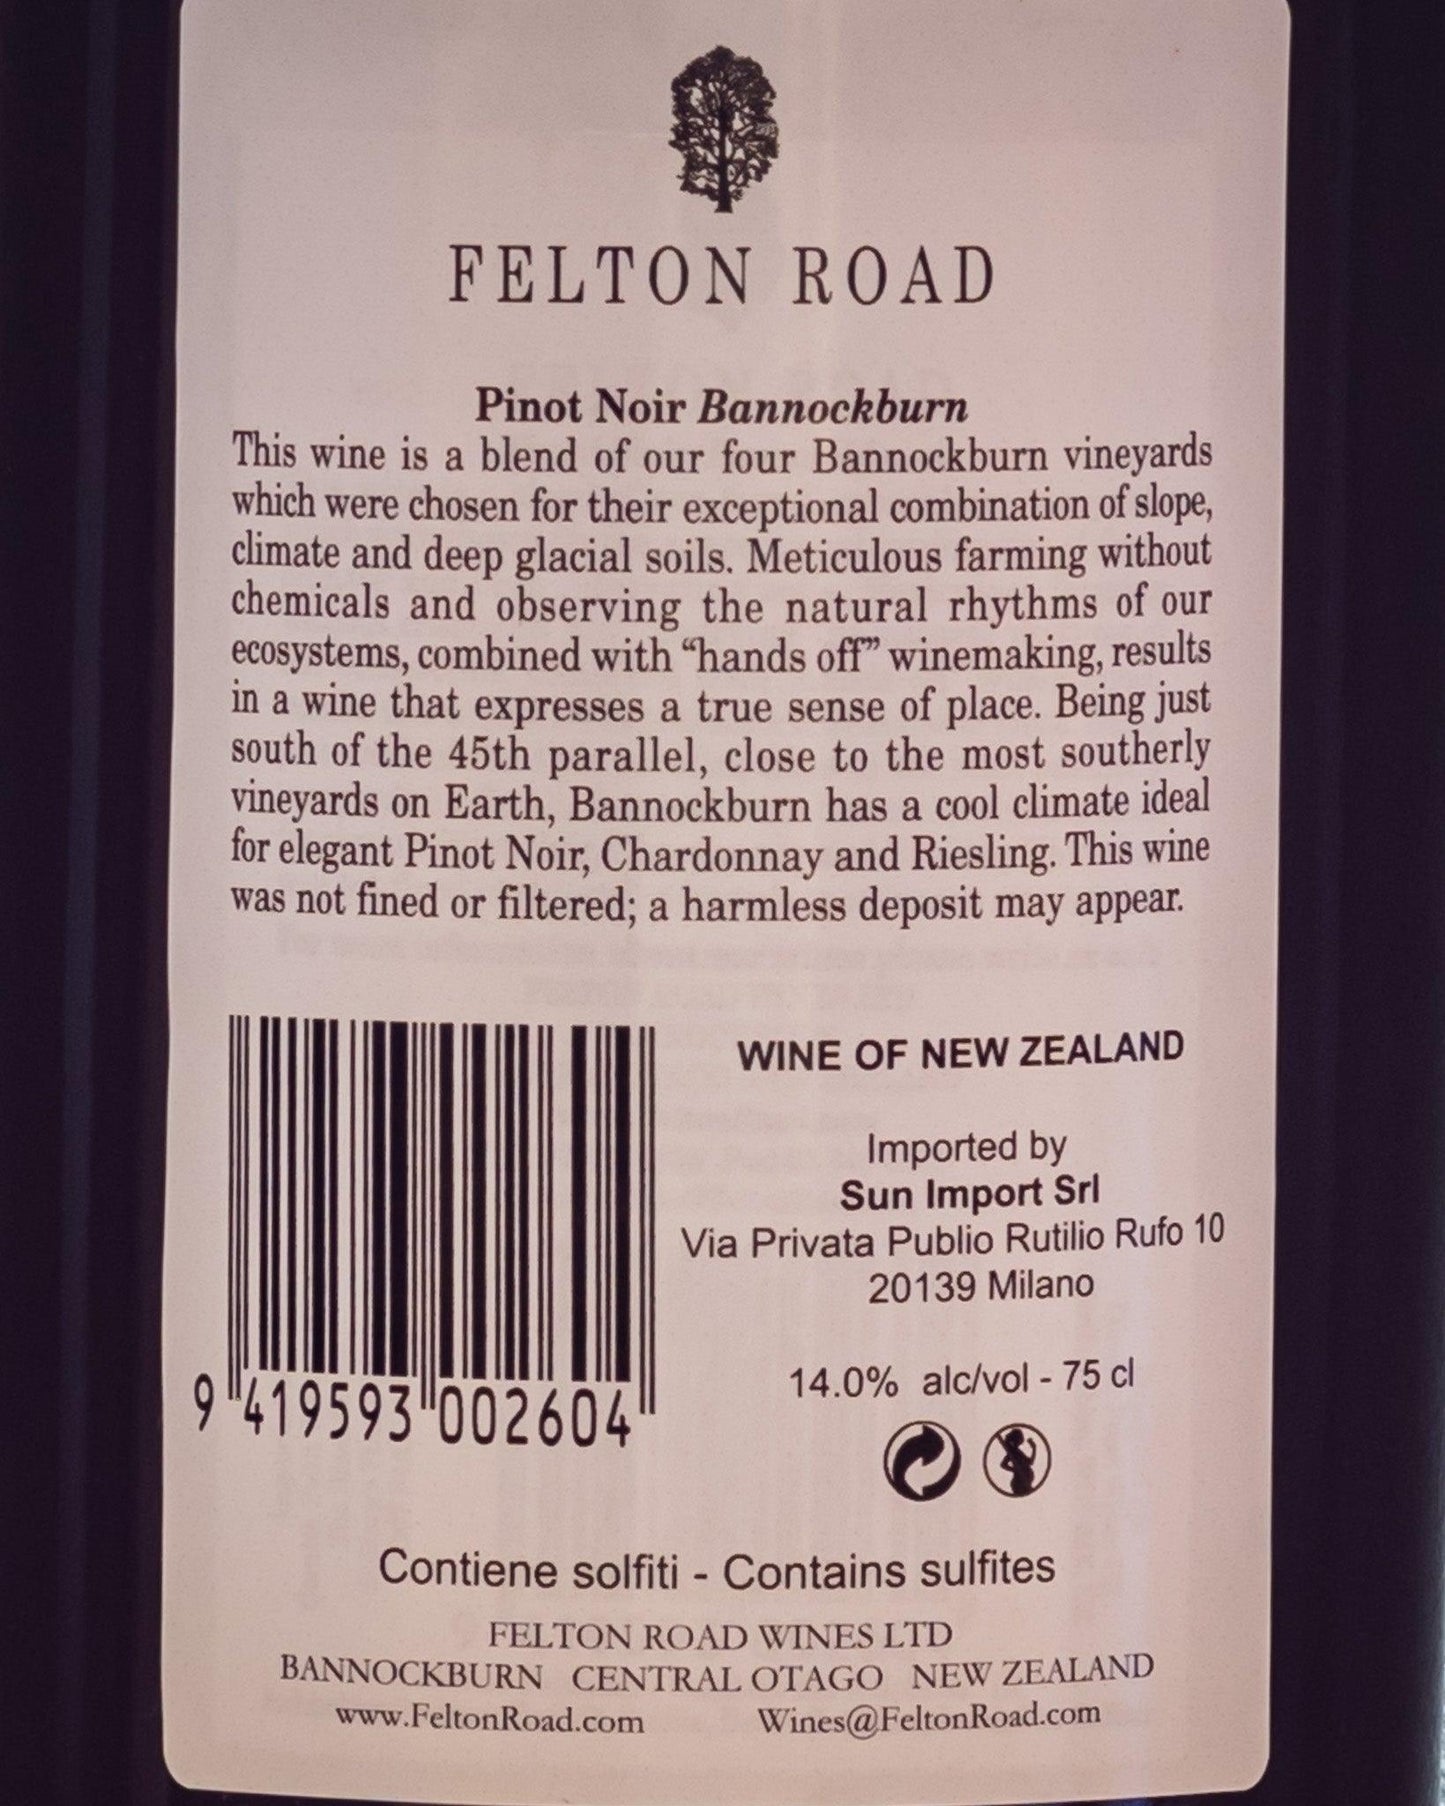 FELTON ROAD
Pinot Noir Bannockburn
This wine is a blend of our four Bannockburn vineyards
which were chosen for their exceptional combination of slope,
climate and deep glacial soils. Meticulous farming without
chemicals and observing the natural rhythms of our
ecosystems, combined with “hands off” winemaking, results
in a wine that expresses a true sense of place. Being just
south of the 45th parallel, close to the most southerly
vineyards on Earth, Bannockburn has a cool climate ideal
for elegant Pinot Noir, Chardonnay and Riesling. This wine
was not fined or filtered; a harmless deposit may appear.
WINE OF NEW ZEALAND
Imported by
Sun Import Srl
Via Privata Publio Rutilio Rufo 10
20139 Milano
14.0% alc/vol - 75 cl
9 419593 002604
Contiene solfiti - Contains sulfites
FELTON ROAD WINES LTD
BANNOCKBURN CENTRAL OTAGO NEW ZEALAND
www.FeltonRoad.com Wines@FeltonRoad.com